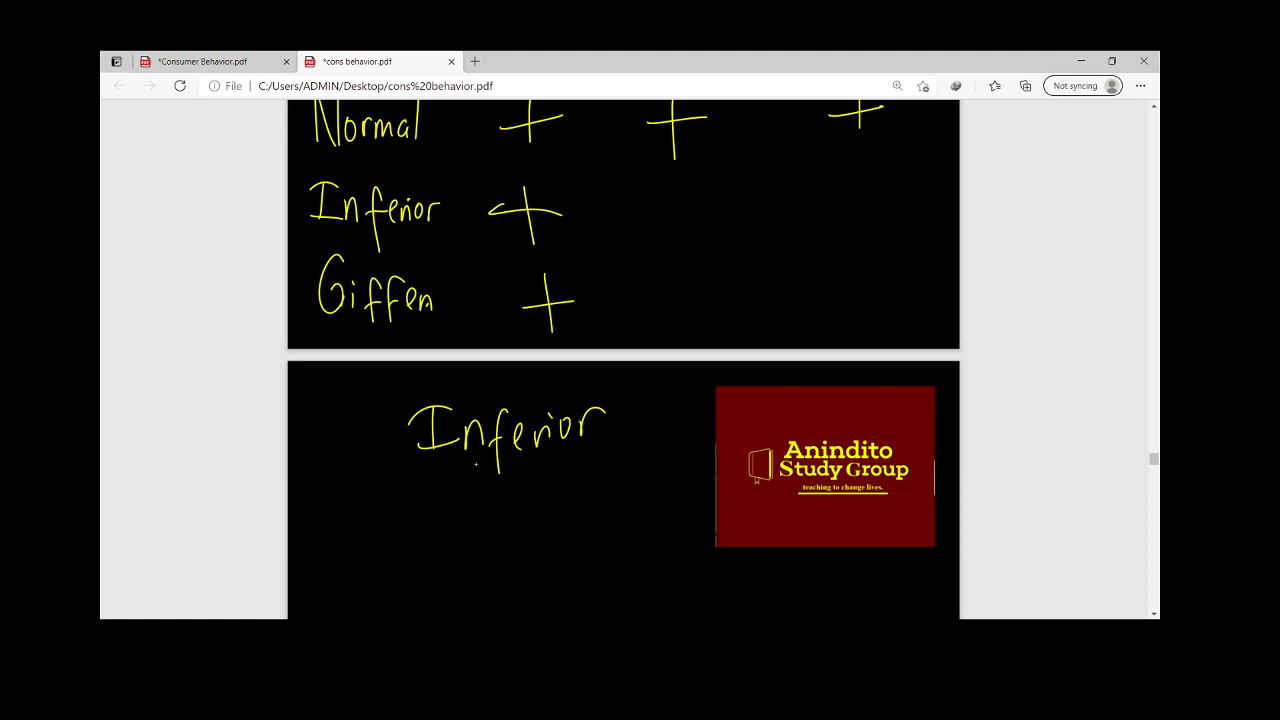 *Consumer Behavior.pdf
*cons behavior.pdf
File C:/Users/ADMIN/Desktop/cons%20behavior.pdf
Not syncing
Normal + + +
Inferior +
Giffen +
Inferior
Anindito
Study Group
teaching to change lives.